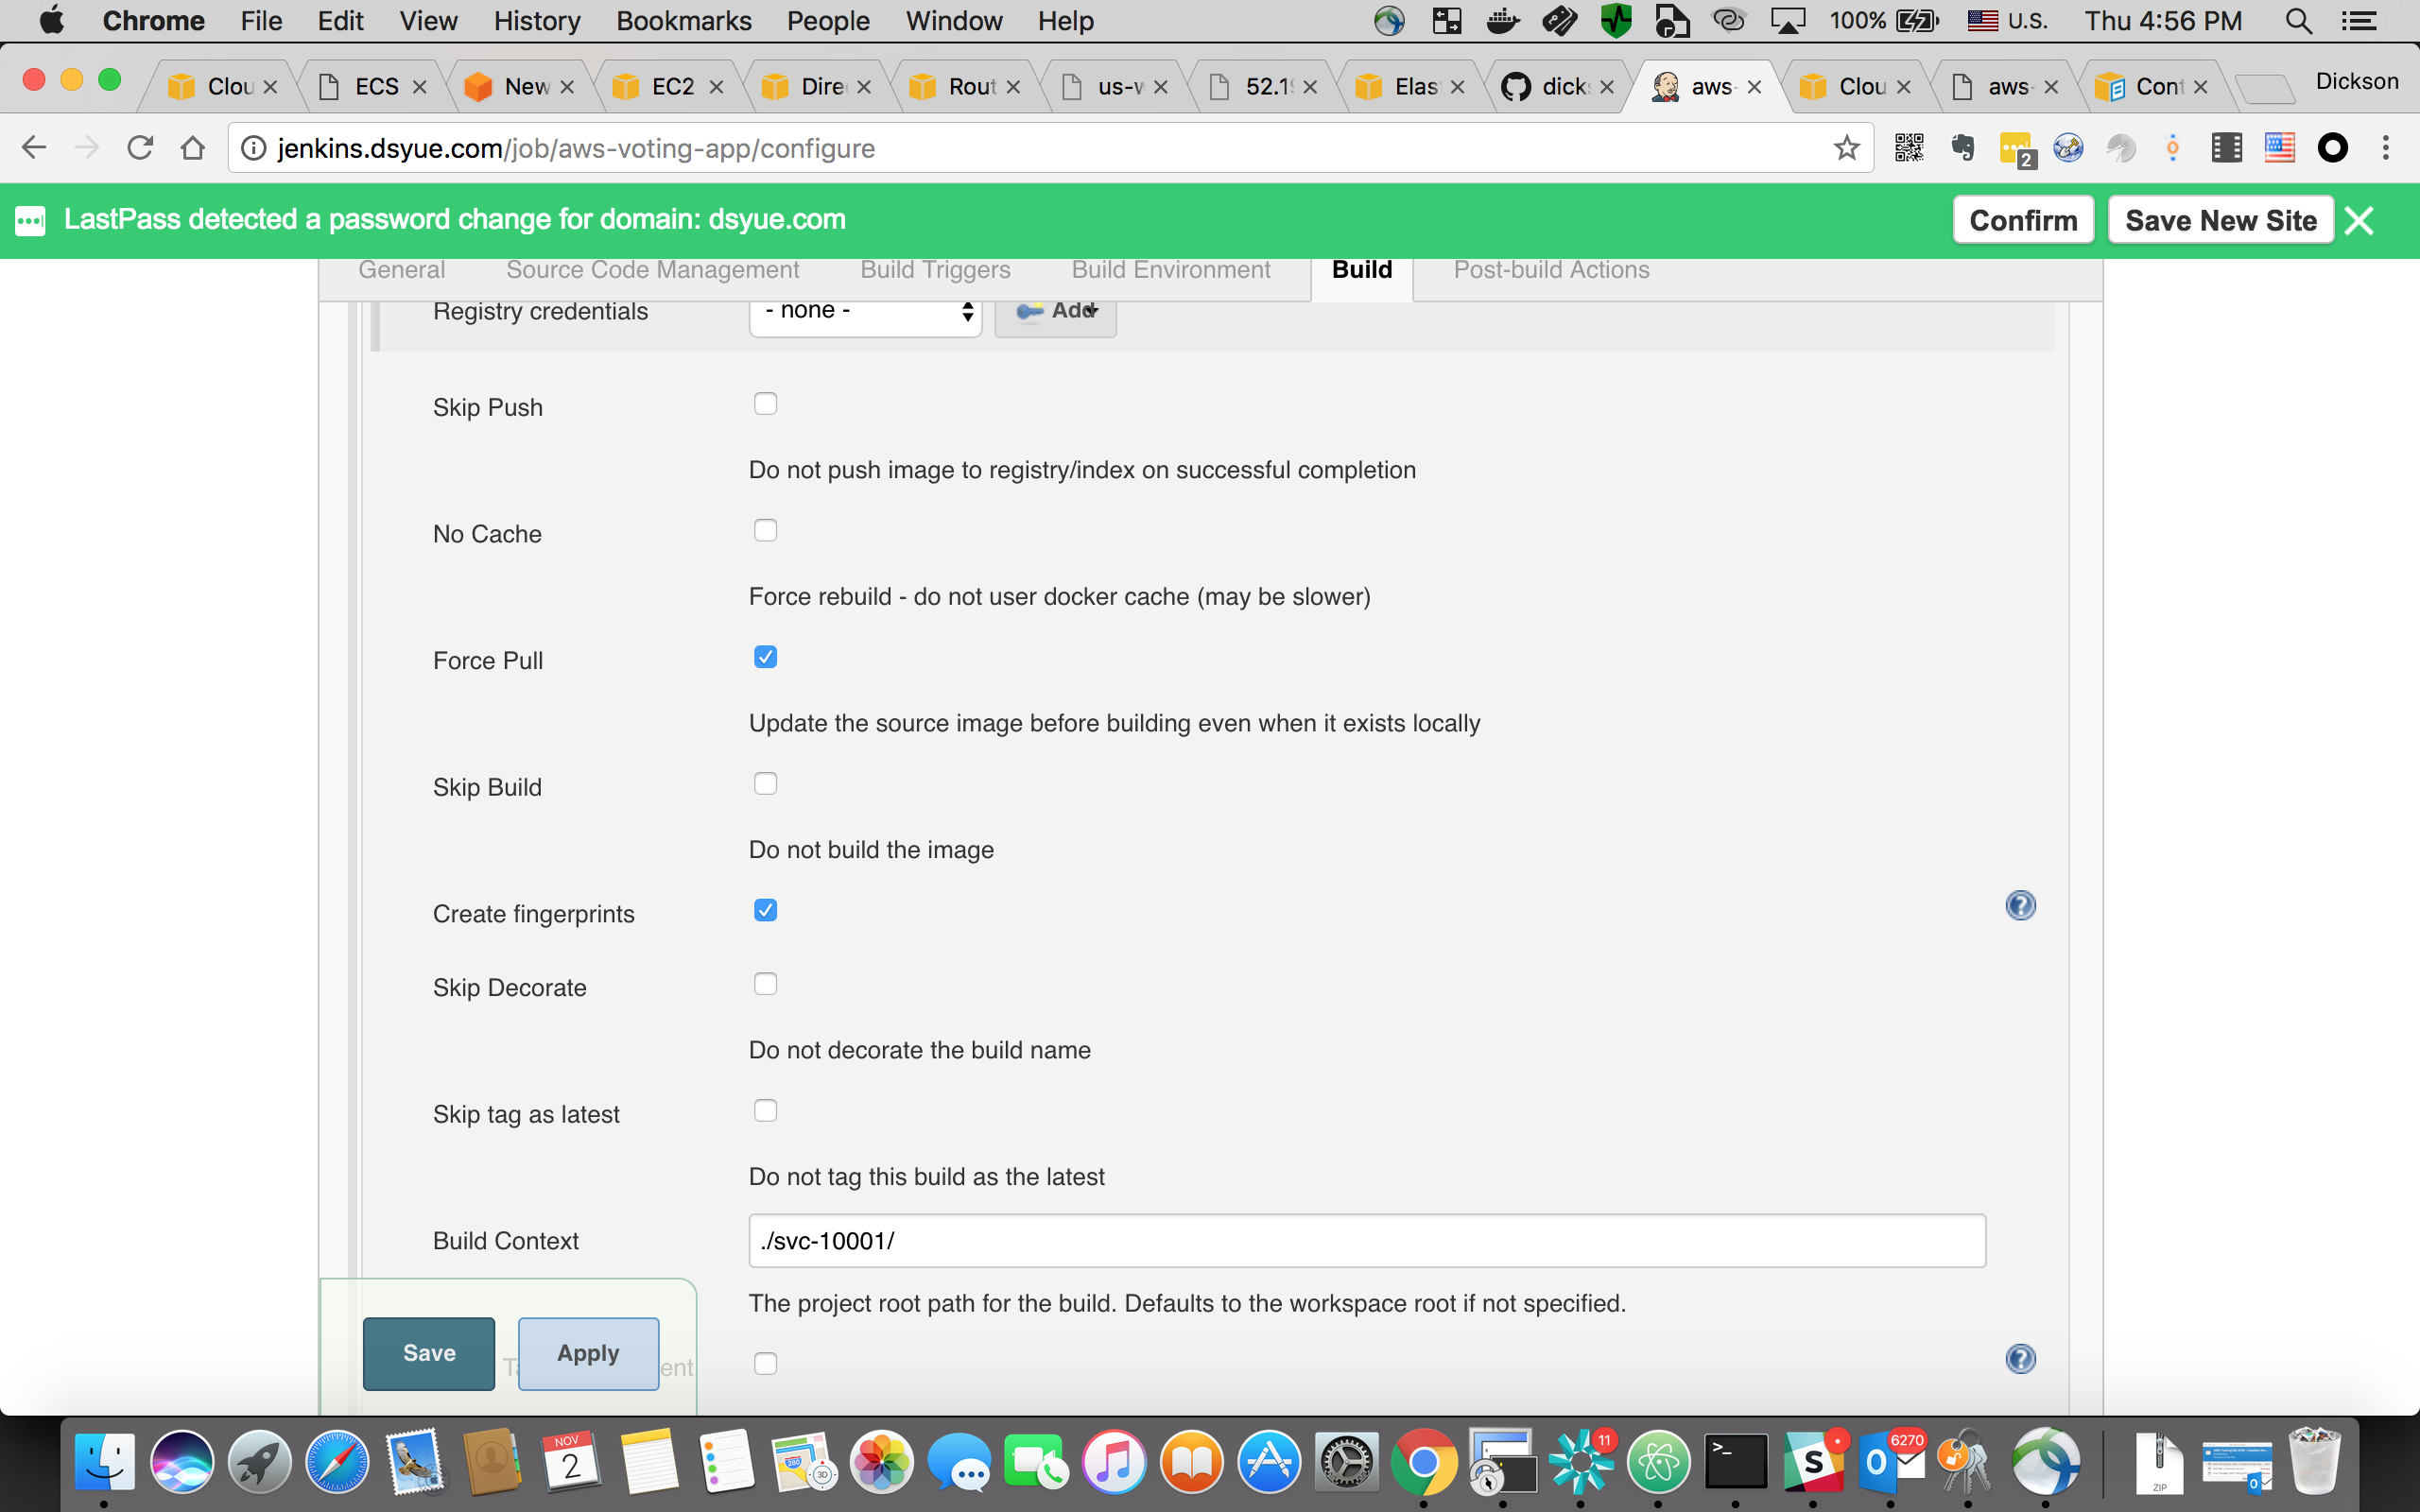 Chrome File Edit View History Bookmarks People Window Help 100% U.S. Thu 4:56 PM
Clou ECS New EC2 Dire Rout us-w 52.19 Elas dick aws- Clou aws- Cont Dickson
jenkins.dsyue.com/job/aws-voting-app/configure
2
LastPass detected a password change for domain: dsyue.com Confirm Save New Site
General Source Code Management Build Triggers Build Environment Build Post-build Actions
Registry credentials - none - Add
Skip Push
Do not push image to registry/index on successful completion
No Cache
Force rebuild - do not user docker cache (may be slower)
Force Pull
Update the source image before building even when it exists locally
Skip Build
Do not build the image
Create fingerprints
Skip Decorate
Do not decorate the build name
Skip tag as latest
Do not tag this build as the latest
Build Context ./svc-10001/
The project root path for the build. Defaults to the workspace root if not specified.
Save Apply ent
NOV 2 280 3D 11 >_ S O 6270 ZIP